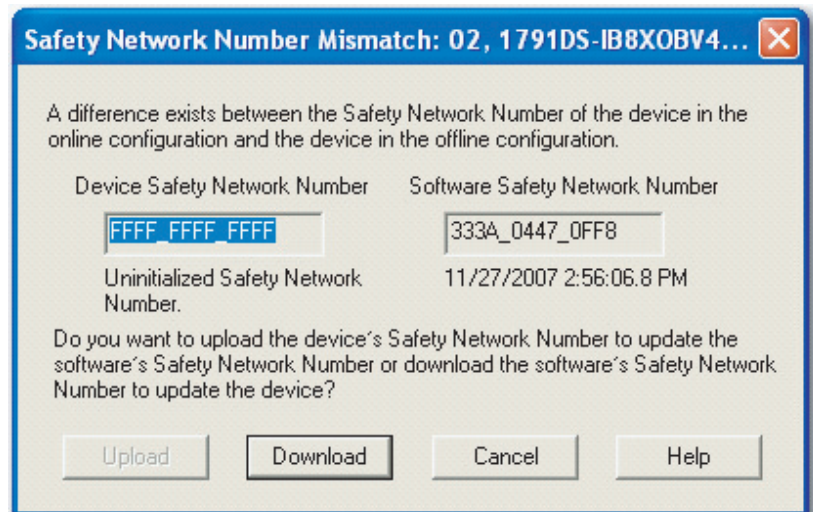 Safety Network Number Mismatch: 02, 1791DS-IB8XOBV4...
A difference exists between the Safety Network Number of the device in the
online configuration and the device in the offline configuration.
Device Safety Network Number Software Safety Network Number
FFFF_FFFF_FFFF 333A_0447_0FF8
Uninitialized Safety Network 11/27/2007 2:56:06.8 PM
Number.
Do you want to upload the device's Safety Network Number to update the
software's Safety Network Number or download the software's Safety Network
Number to update the device?
Upload Download Cancel Help